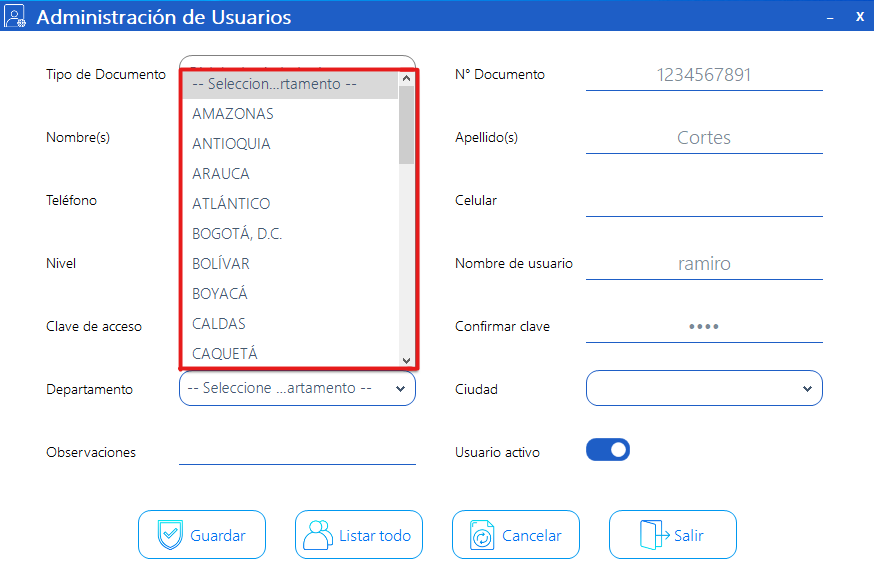 Administración de Usuarios
Tipo de Documento
N° Documento 1234567891
Nombre(s)
Apellido(s) Cortes
Teléfono
Celular
Nivel
Nombre de usuario ramiro
Clave de acceso
Confirmar clave ••••
-- Seleccion...rtamento --
AMAZONAS
ANTIOQUIA
ARAUCA
ATLÁNTICO
BOGOTÁ, D.C.
BOLÍVAR
BOYACÁ
CALDAS
CAQUETÁ
Departamento -- Seleccione ...artamento --
Ciudad
Observaciones
Usuario activo
Guardar
Listar todo
Cancelar
Salir